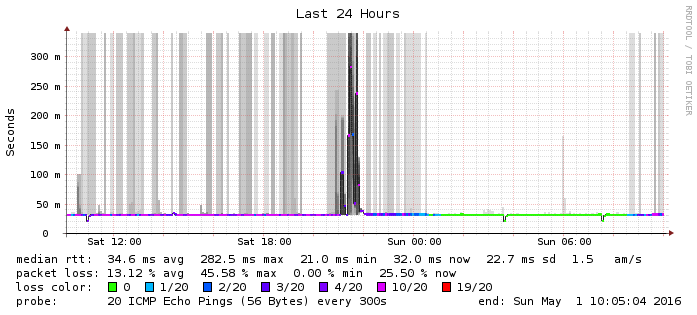 Last 24 Hours
RRDTOOL / TOBI OETIKER
Seconds
300 m
250 m
200 m
150 m
100 m
50 m
0
Sat 12:00 Sat 18:00 Sun 00:00 Sun 06:00
median rtt: 34.6 ms avg 282.5 ms max 21.0 ms min 32.0 ms now 22.7 ms sd 1.5 am/s
packet loss: 13.12 % avg 45.58 % max 0.00 % min 25.50 % now
loss color: 0 1/20 2/20 3/20 4/20 10/20 19/20
probe: 20 ICMP Echo Pings (56 Bytes) every 300s end: Sun May 1 10:05:04 2016